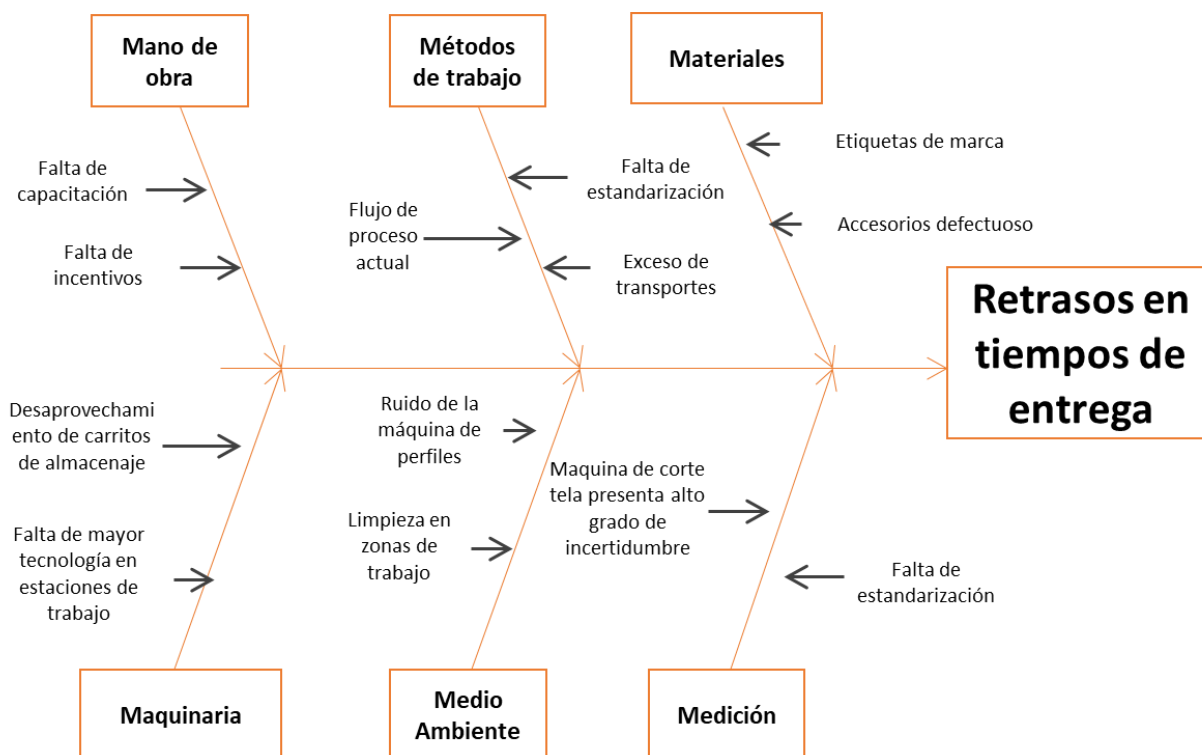 Mano de
obra
Métodos
de trabajo
Materiales
Falta de
capacitación
Falta de
incentivos
Flujo de
proceso
actual
Falta de
estandarización
Exceso de
transportes
Etiquetas de marca
Accesorios defectuoso
Retrasos en
tiempos de
entrega
Desaprovechami
ento de carritos
de almacenaje
Falta de mayor
tecnología en
estaciones de
trabajo
Ruido de la
máquina de
perfiles
Limpieza en
zonas de
trabajo
Maquina de corte
tela presenta alto
grado de
incertidumbre
Falta de
estandarización
Maquinaria
Medio
Ambiente
Medición